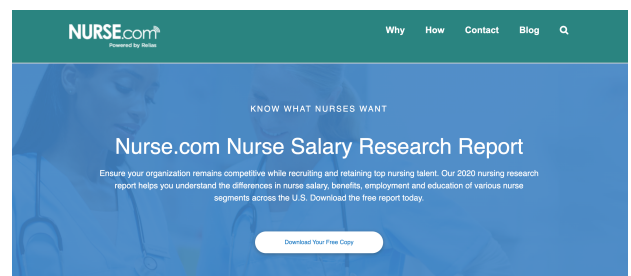 NURSE.com
Powered by Relias
Why How Contact Blog
KNOW WHAT NURSES WANT
Nurse.com Nurse Salary Research Report
Ensure your organization remains competitive while recruiting and retaining top nursing talent. Our 2020 nursing research
report helps you understand the differences in nurse salary, benefits, employment and education of various nurse
segments across the U.S. Download the free report today.
Download Your Free Copy